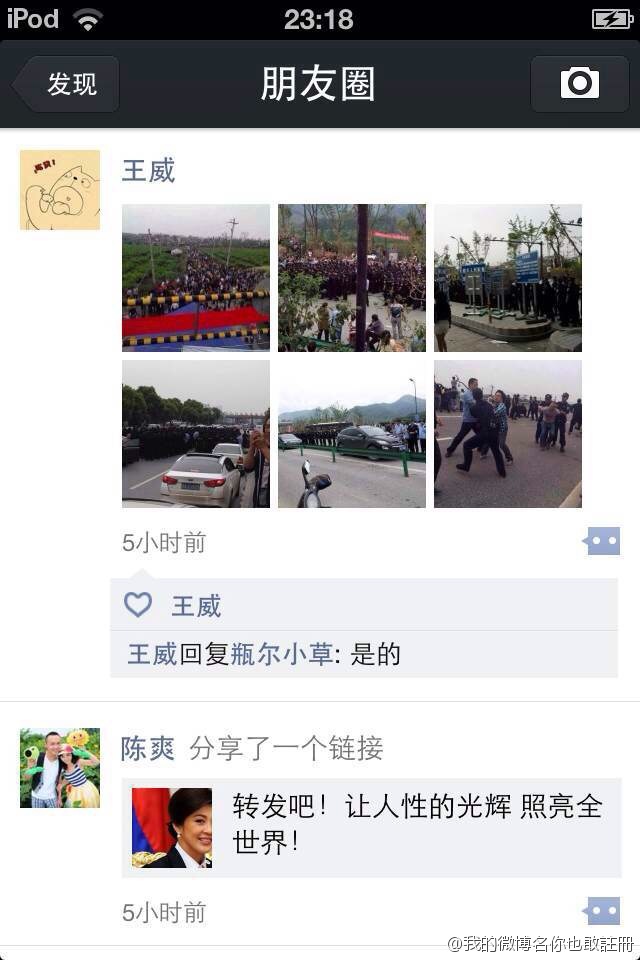 iPod
23:18
发现
朋友圈
王威
5小时前
王威
王威回复瓶尔小草: 是的
陈爽 分享了一个链接
转发吧！让人性的光辉 照亮全
世界！
5小时前
@我的微博名你也敢註冊